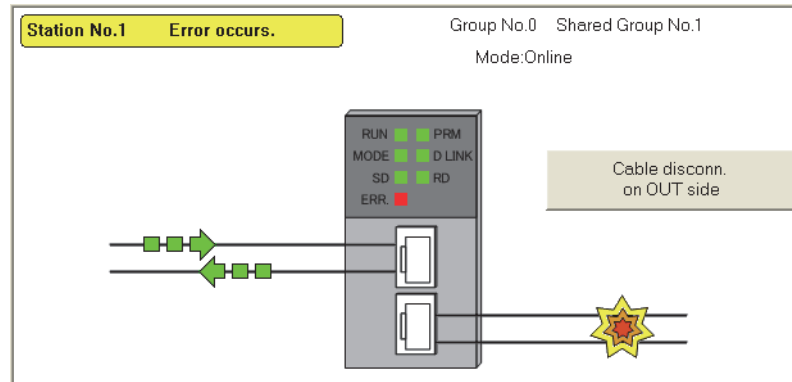 Station No.1 Error occurs.
Group No.0 Shared Group No.1
Mode:Online
RUN PRM
MODE D LINK
SD RD
ERR.
Cable disconn.
on OUT side